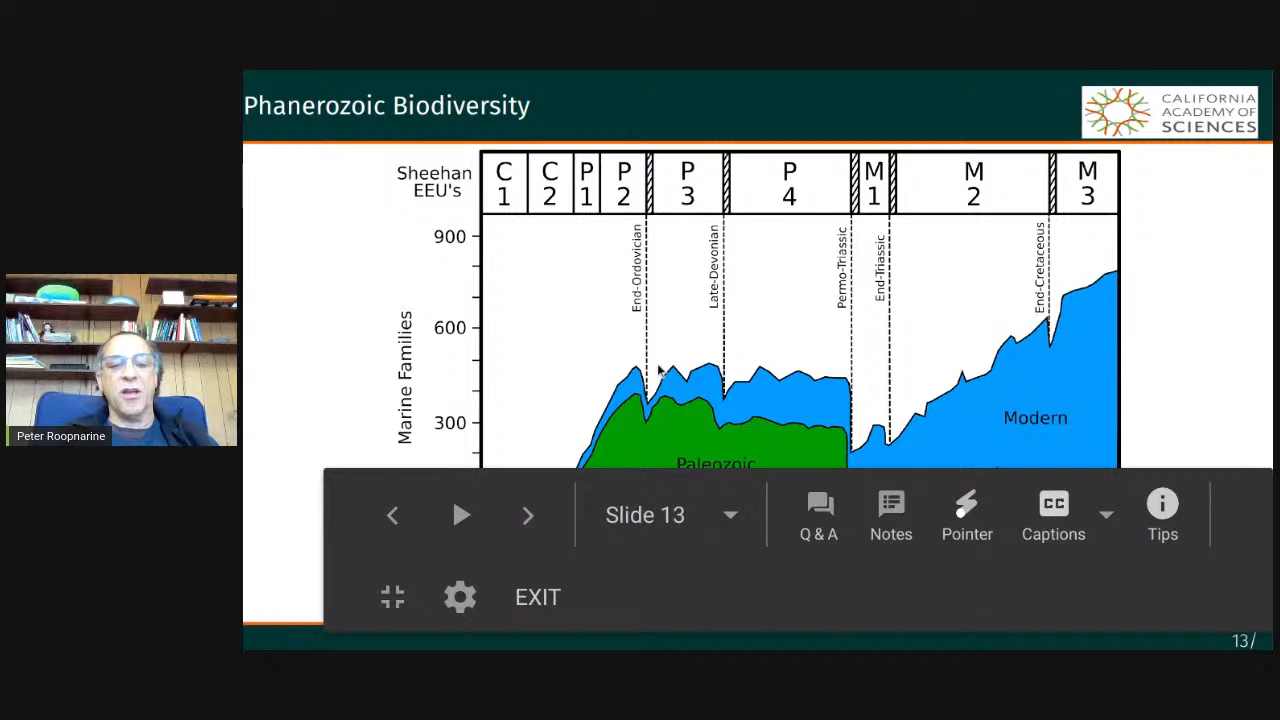 Phanerozoic Biodiversity
CALIFORNIA
ACADEMY OF
SCIENCES
Sheehan
EEU's
C
1
C
2
P
1
P
2
P
3
P
4
M
1
M
2
M
3
End-Ordovician
Late-Devonian
Permo-Triassic
End-Triassic
End-Cretaceous
900
600
300
Marine Families
Modern
Paleozoic
Peter Roopnarine
Slide 13
Q & A
Notes
Pointer
CC
Captions
Tips
EXIT
13/